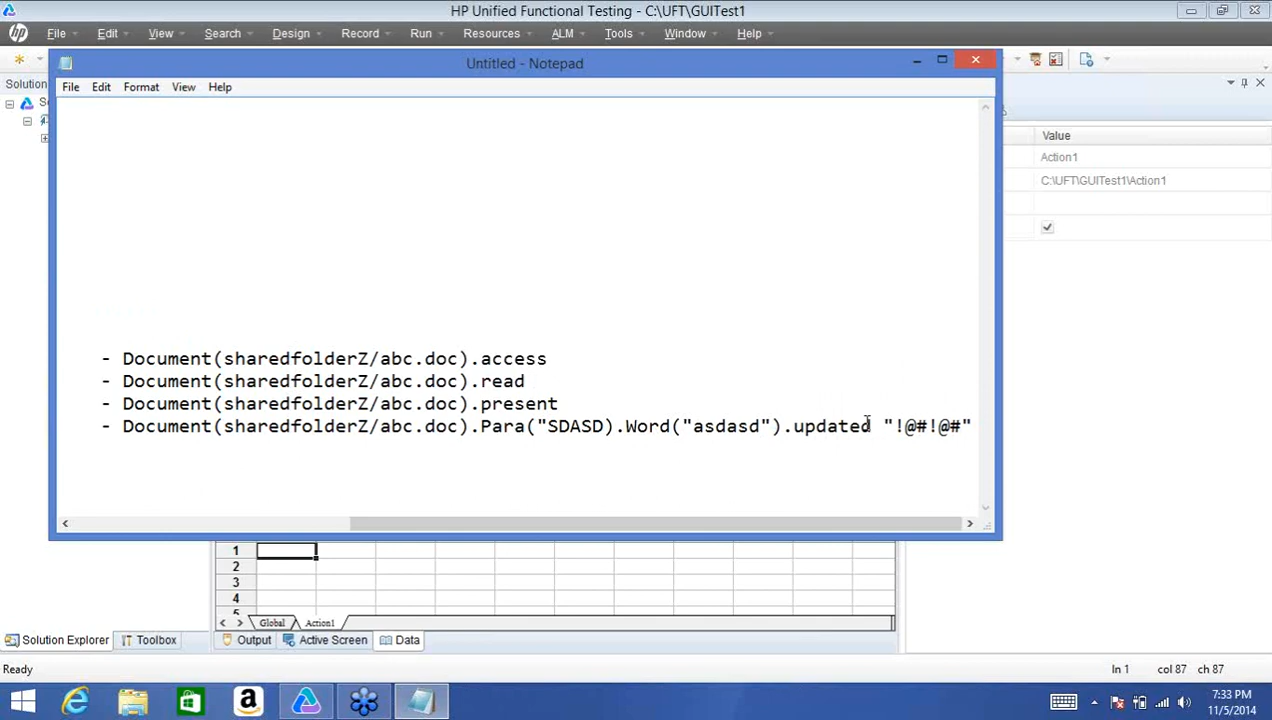 HP Unified Functional Testing - C:\UFT\GUITest1
hp File Edit View Search Design Record Run Resources ALM Tools Window Help
Untitled - Notepad
Solution
File Edit Format View Help
Value
Action1
C:\UFT\GUITest1\Action1
- Document(sharedfolderZ/abc.doc).access
- Document(sharedfolderZ/abc.doc).read
- Document(sharedfolderZ/abc.doc).present
- Document(sharedfolderZ/abc.doc).Para("SDASD).Word("asdasd").updated "!@#!@#"
1
2
3
4
5
Global Action1
Solution Explorer Toolbox Output Active Screen Data
Ready Ln 1 col 87 ch 87
7:33 PM
11/5/2014